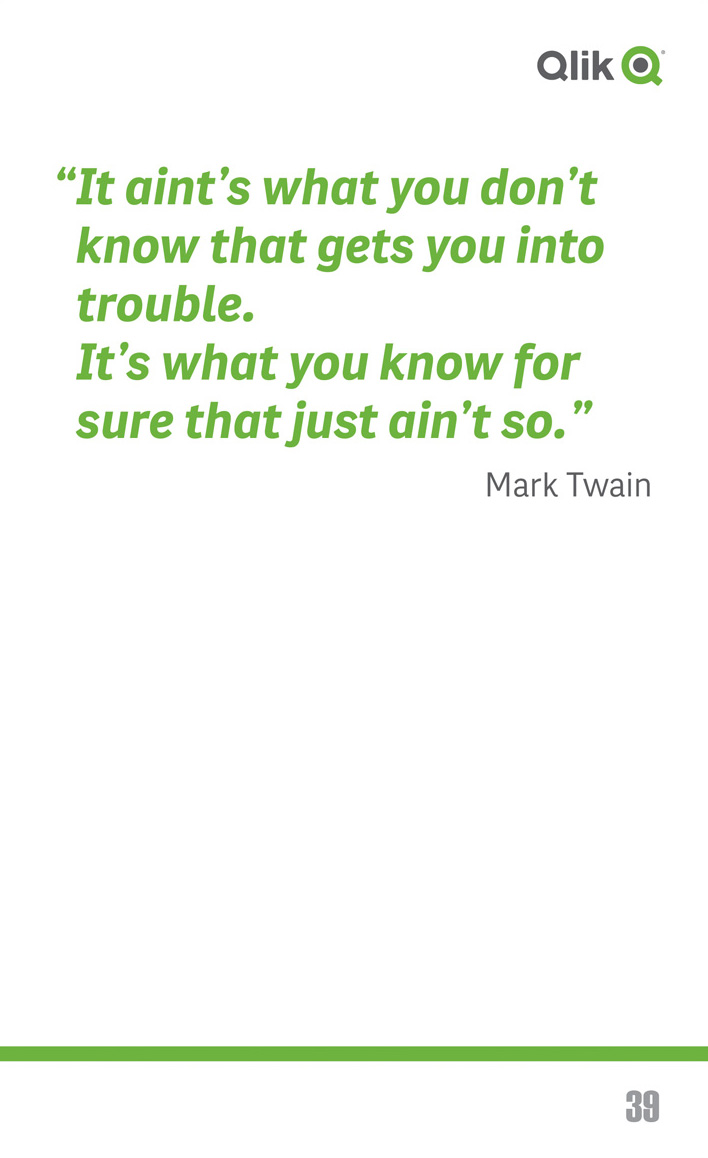 Qlik
“It aint’s what you don’t
know that gets you into
trouble.
It’s what you know for
sure that just ain’t so.”
Mark Twain
39